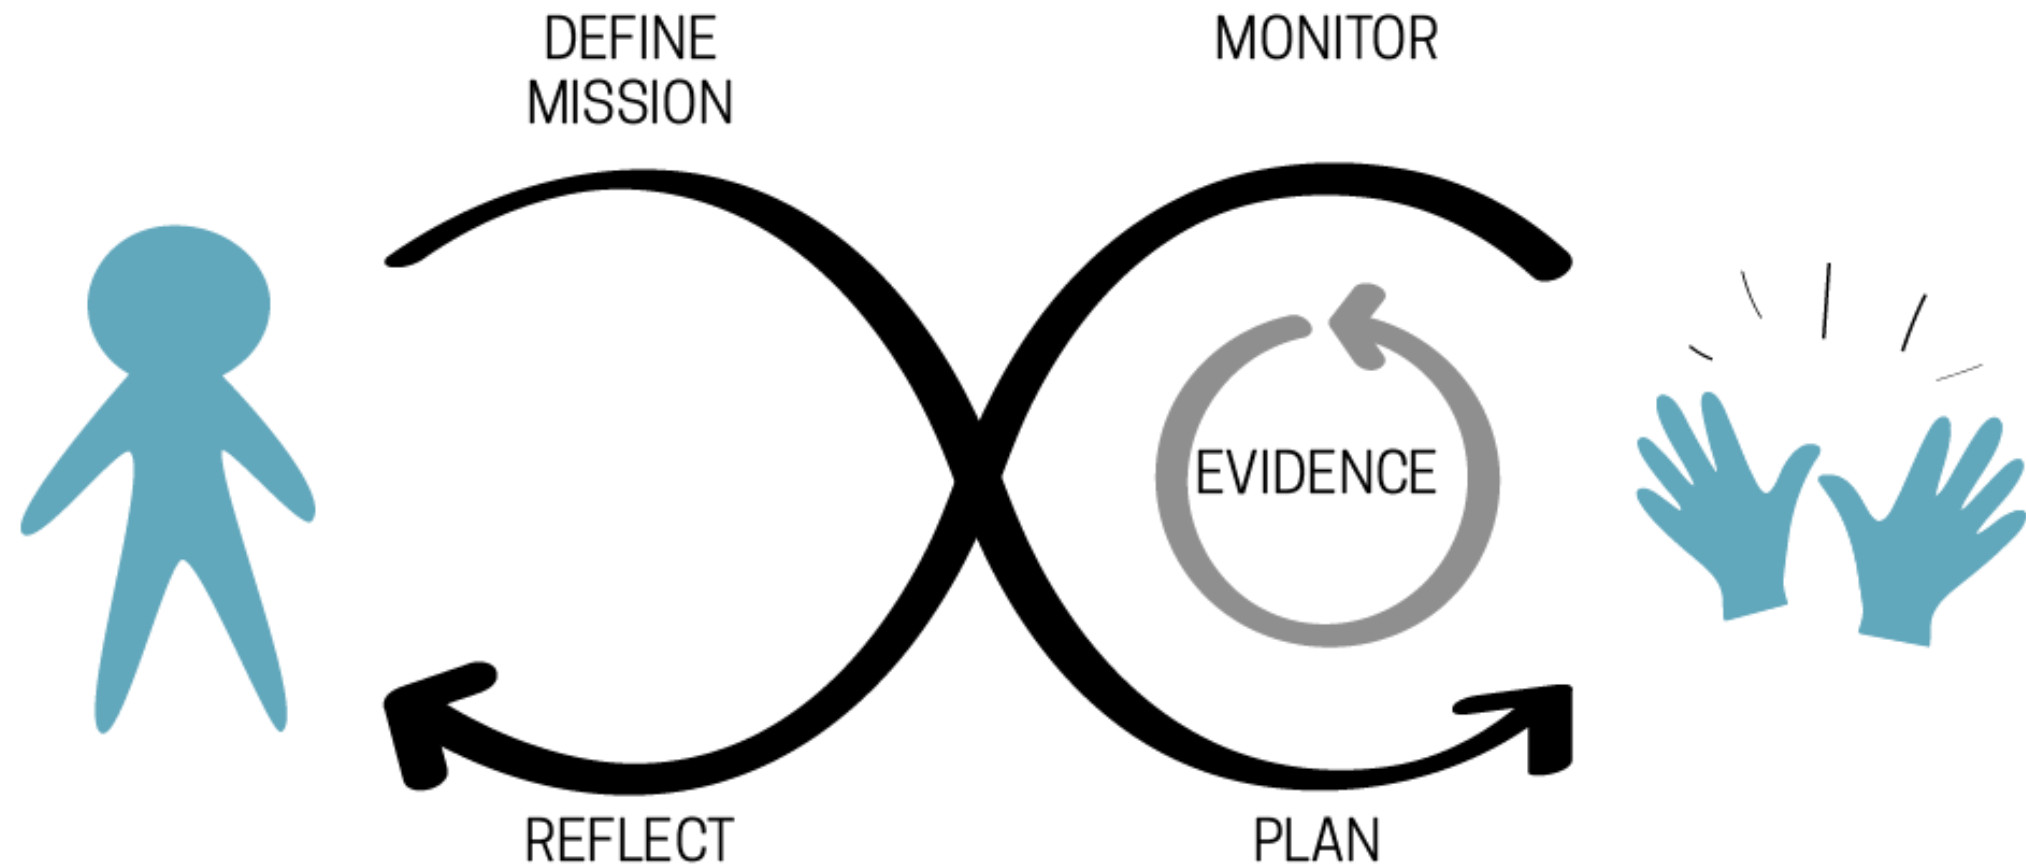 DEFINE
MISSION
MONITOR
EVIDENCE
REFLECT
PLAN